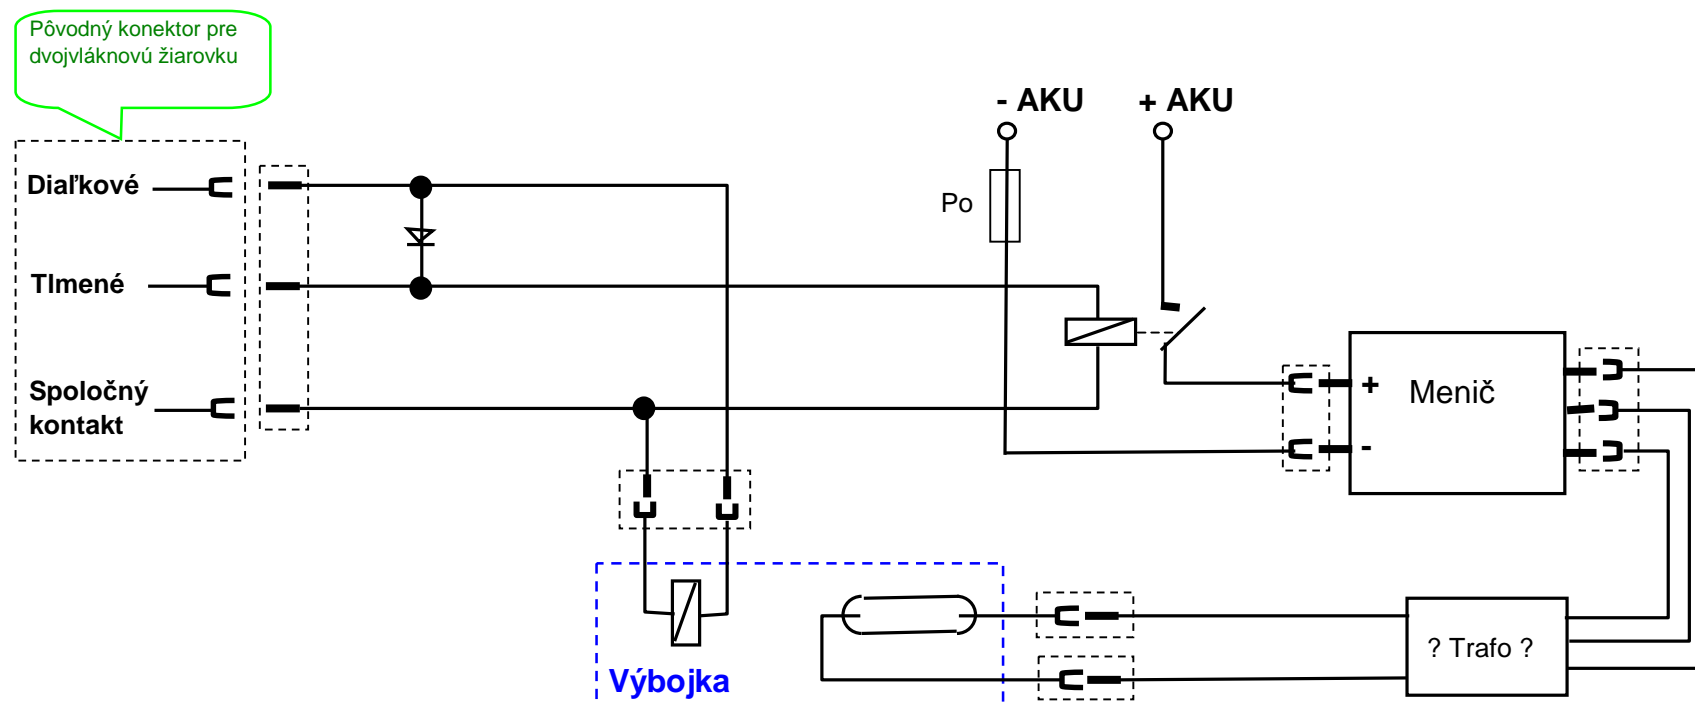 Pôvodný konektor pre
dvojvláknovú žiarovku
- AKU
+ AKU
Diaľkové
Po
Tlmené
Spoločný
kontakt
+
Menič
-
? Trafo ?
Výbojka